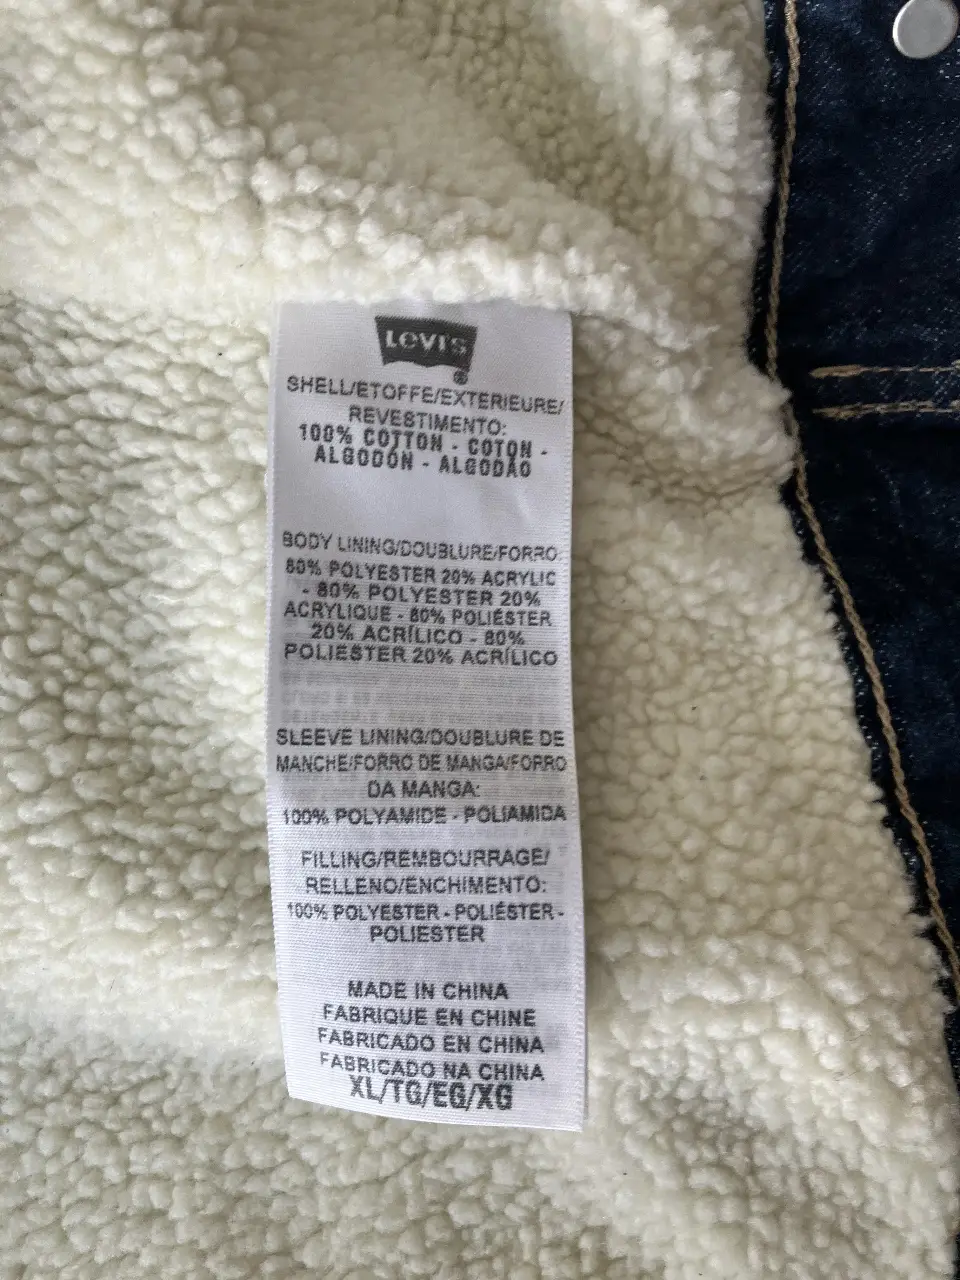 LEVI'S
®
SHELL/ETOFFE/EXTERIEURE/
REVESTIMENTO:
100% COTTON - COTON -
ALGODÓN - ALGODÃO
BODY LINING/DOUBLURE/FORRO:
80% POLYESTER 20% ACRYLIC
- 80% POLYESTER 20%
ACRYLIQUE - 80% POLIÉSTER
20% ACRÍLICO - 80%
POLIESTER 20% ACRÍLICO
SLEEVE LINING/DOUBLURE DE
MANCHE/FORRO DE MANGA/FORRO
DA MANGA:
100% POLYAMIDE - POLIAMIDA
FILLING/REMBOURRAGE/
RELLENO/ENCHIMENTO:
100% POLYESTER - POLIÉSTER -
POLIESTER
MADE IN CHINA
FABRIQUE EN CHINE
FABRICADO EN CHINA
FABRICADO NA CHINA
XL/TG/EG/XG